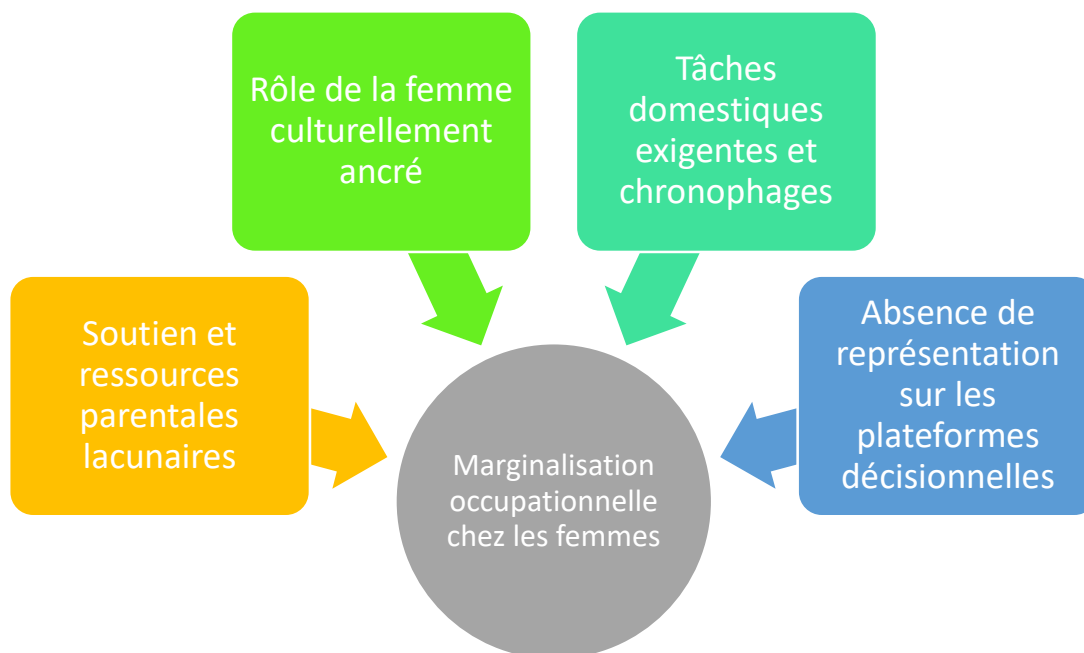 Rôle de la femme
culturellement
ancré
Tâches
domestiques
exigentes et
chronophages
Soutien et
ressources
parentales
lacunaires
Absence de
représentation
sur les
plateformes
décisionnelles
Marginalisation
occupationnelle
chez les femmes